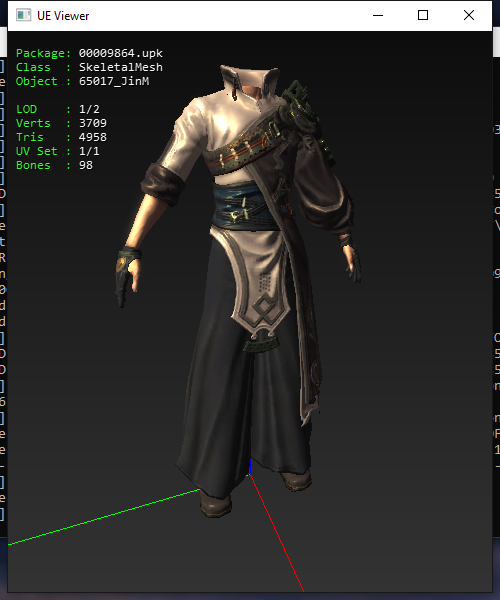 UE Viewer
Package: 00009864.upk
Class : SkeletalMesh
Object : 65017_JinM
LOD : 1/2
Verts : 3709
Tris : 4958
UV Set : 1/1
Bones : 98